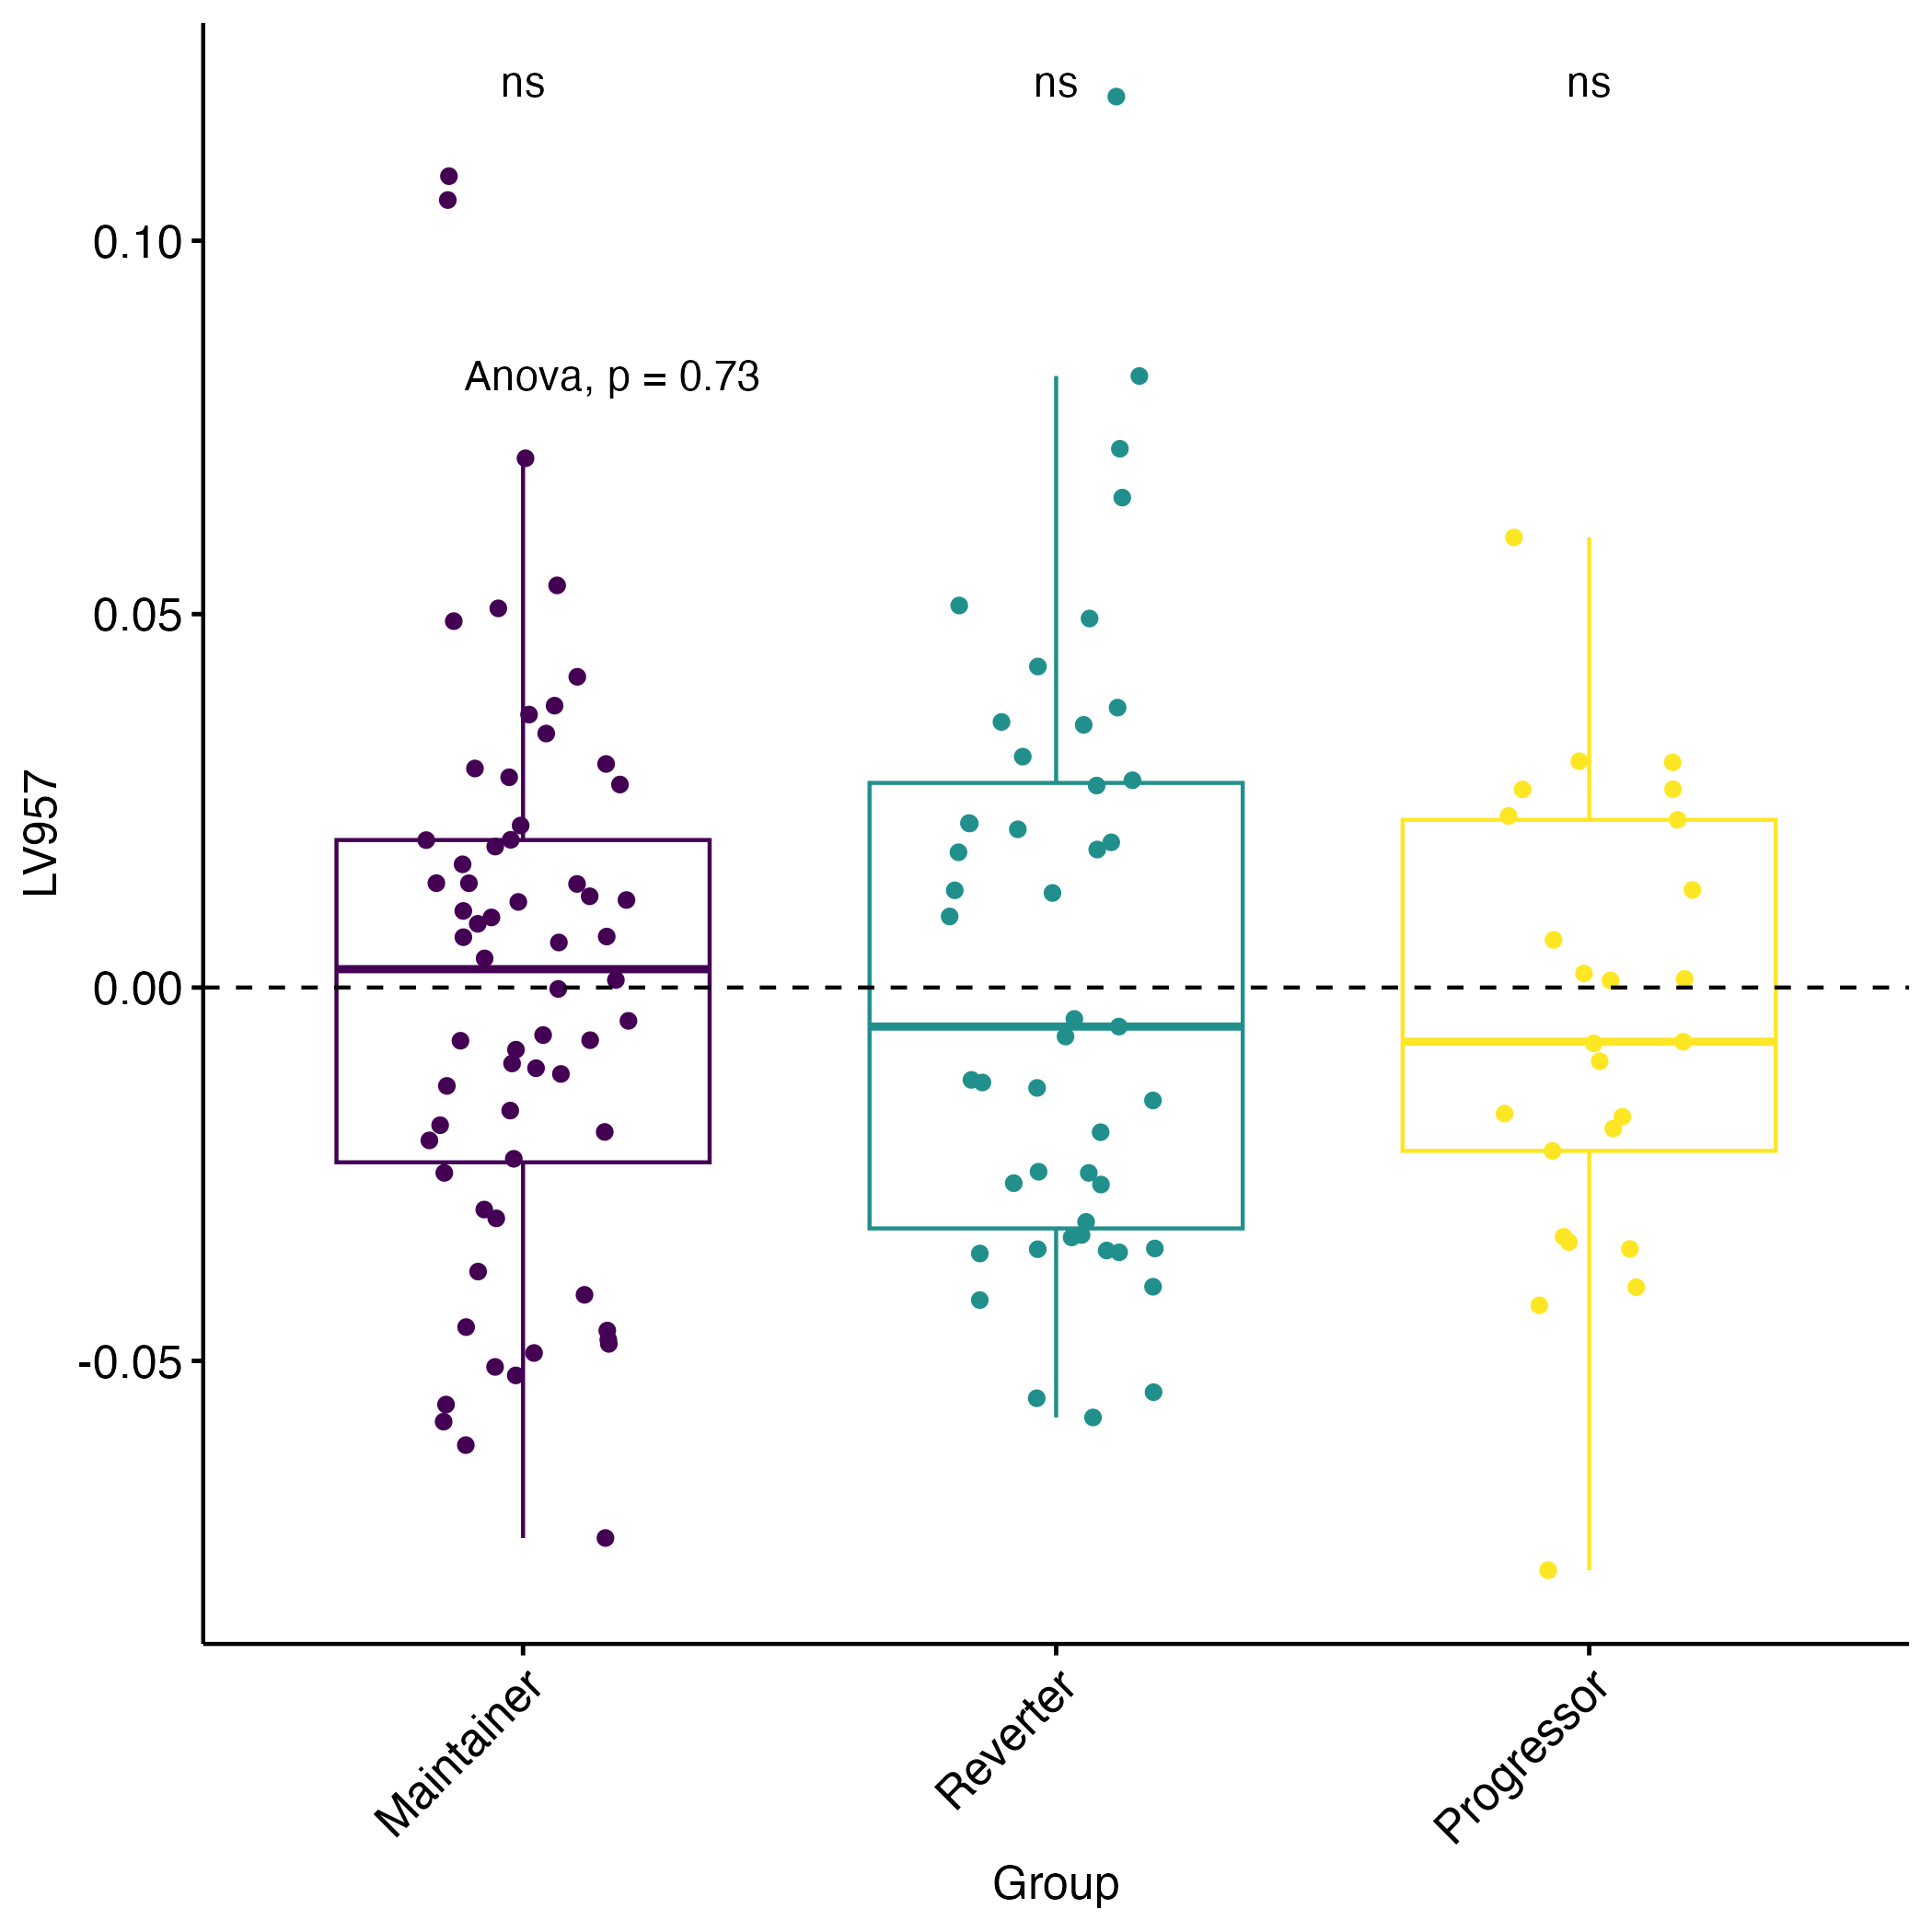 ns ns ns
Anova, p = 0.73
LV957
0.10
0.05
0.00
-0.05
Maintainer Reverter Progressor
Group